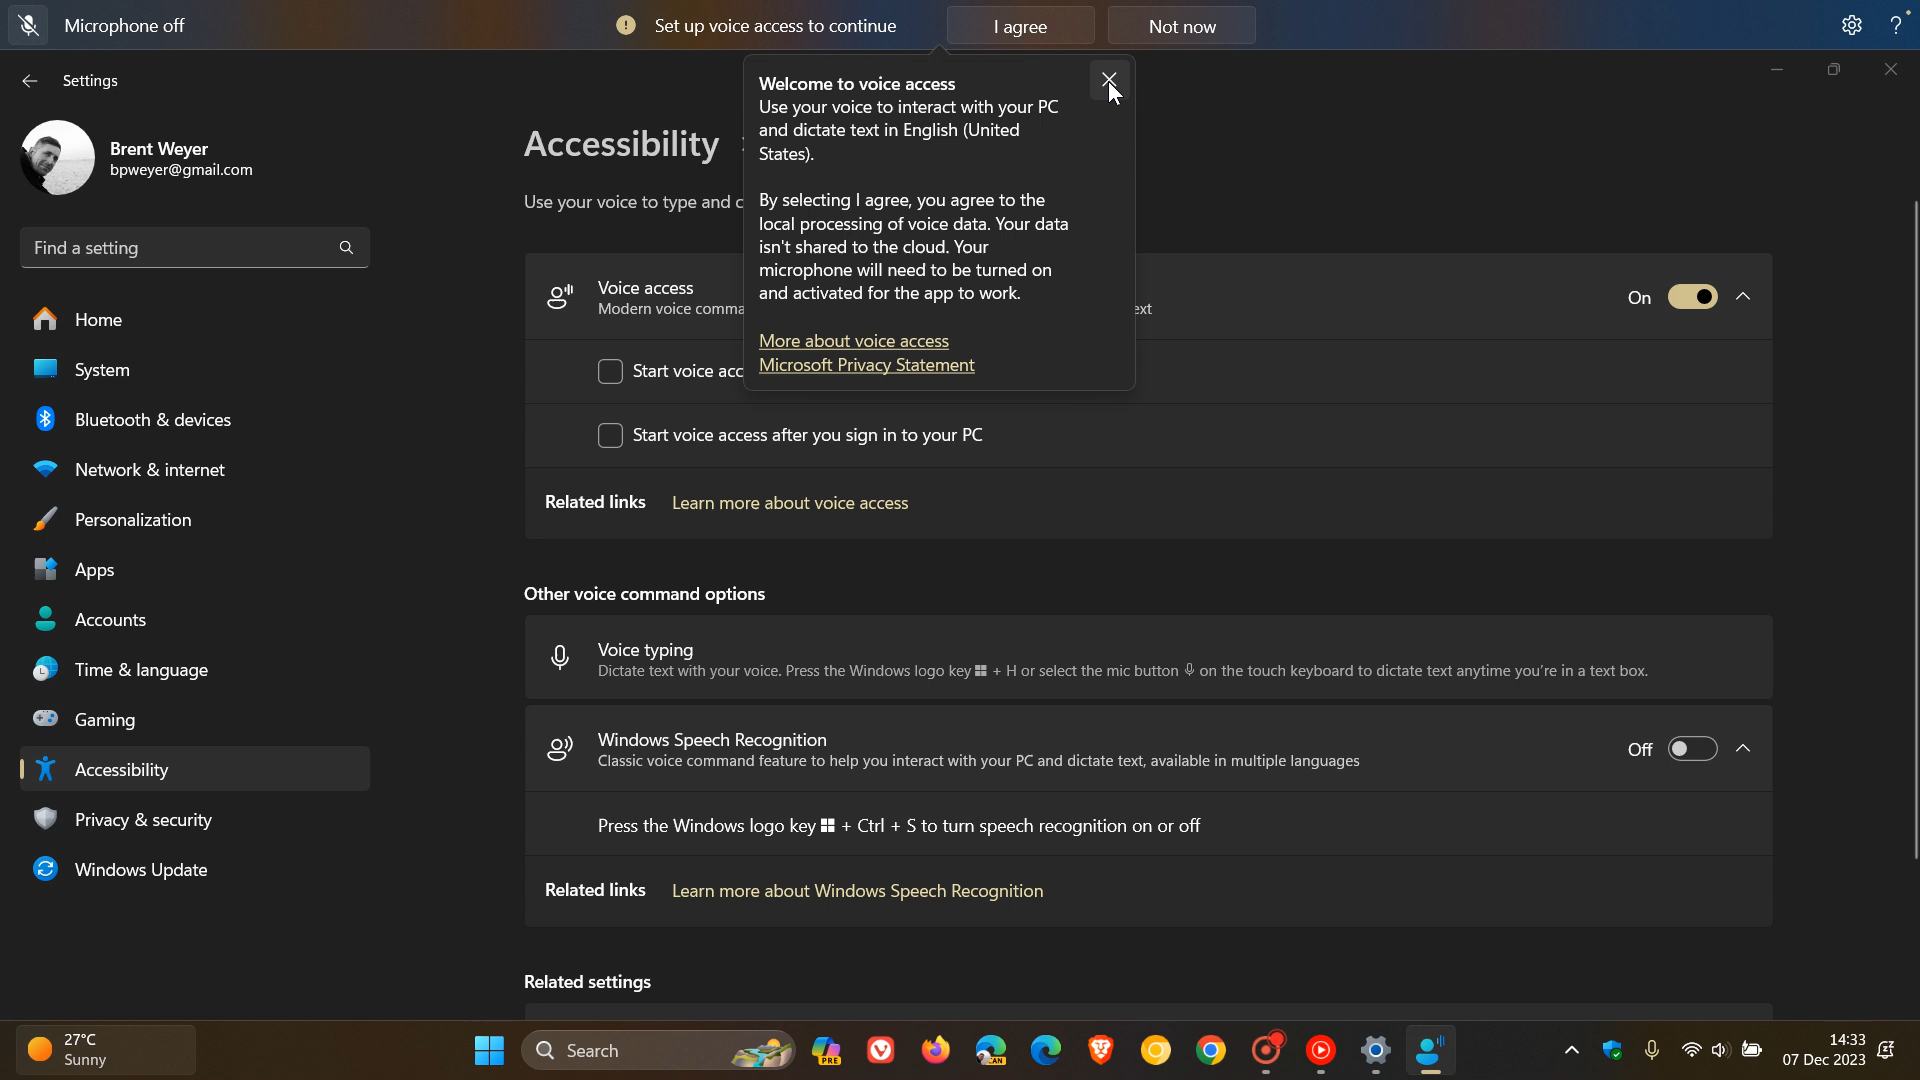 Microphone off
Set up voice access to continue
I agree
Not now
?
Settings
Brent Weyer
bpweyer@gmail.com
Find a setting
Home
System
Bluetooth & devices
Network & internet
Personalization
Apps
Accounts
Time & language
Gaming
Accessibility
Privacy & security
Windows Update
Accessibility
Use your voice to type and
Welcome to voice access
Use your voice to interact with your PC
and dictate text in English (United
States).
By selecting I agree, you agree to the
local processing of voice data. Your data
isn't shared to the cloud. Your
microphone will need to be turned on
and activated for the app to work.
More about voice access
Microsoft Privacy Statement
Voice access
Modern voice comma
ext
On
Start voice acc
Start voice access after you sign in to your PC
Related links Learn more about voice access
Other voice command options
Voice typing
Dictate text with your voice. Press the Windows logo key + H or select the mic button on the touch keyboard to dictate text anytime you're in a text box.
Windows Speech Recognition
Classic voice command feature to help you interact with your PC and dictate text, available in multiple languages
Off
Press the Windows logo key + Ctrl + S to turn speech recognition on or off
Related links Learn more about Windows Speech Recognition
Related settings
27°C
Sunny
Search
PRE
CAN
14:33
07 Dec 2023